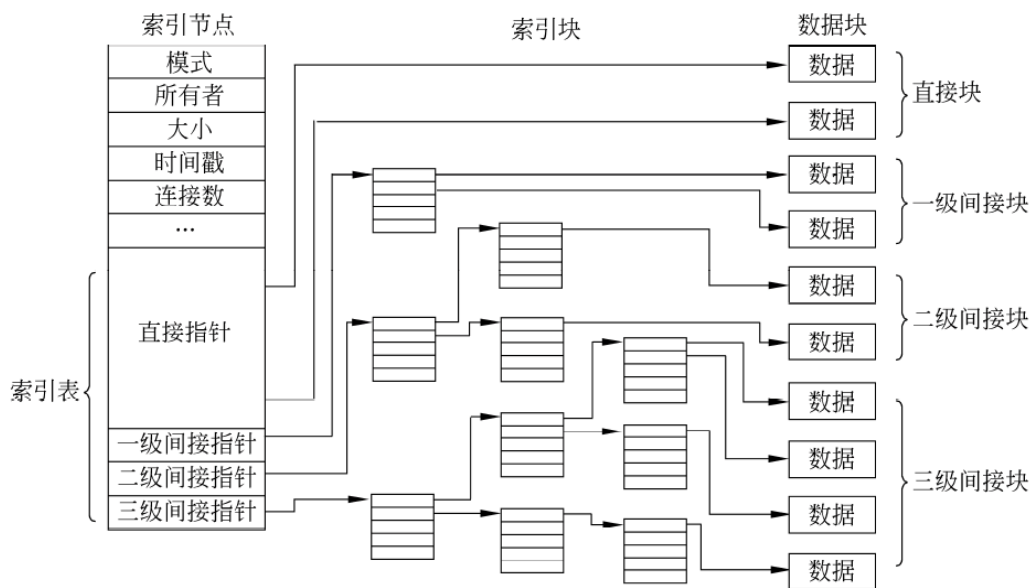 索引节点
索引块
数据块
模式
所有者
大小
时间戳
连接数
…
索引表
直接指针
一级间接指针
二级间接指针
三级间接指针
数据
数据
直接块
数据
数据
一级间接块
数据
数据
二级间接块
数据
数据
数据
数据
三级间接块